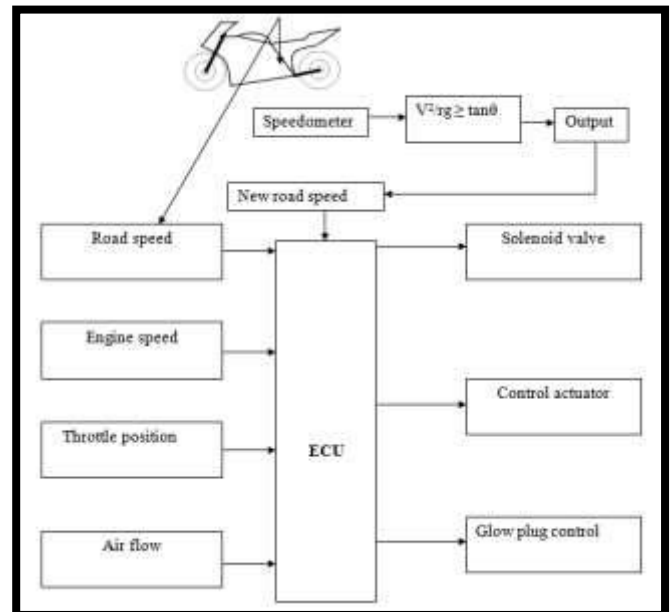 V²/rg ≥ tanθ
Speedometer
Output
New road speed
Road speed
Solenoid valve
Engine speed
Control actuator
Throttle position
ECU
Air flow
Glow plug control